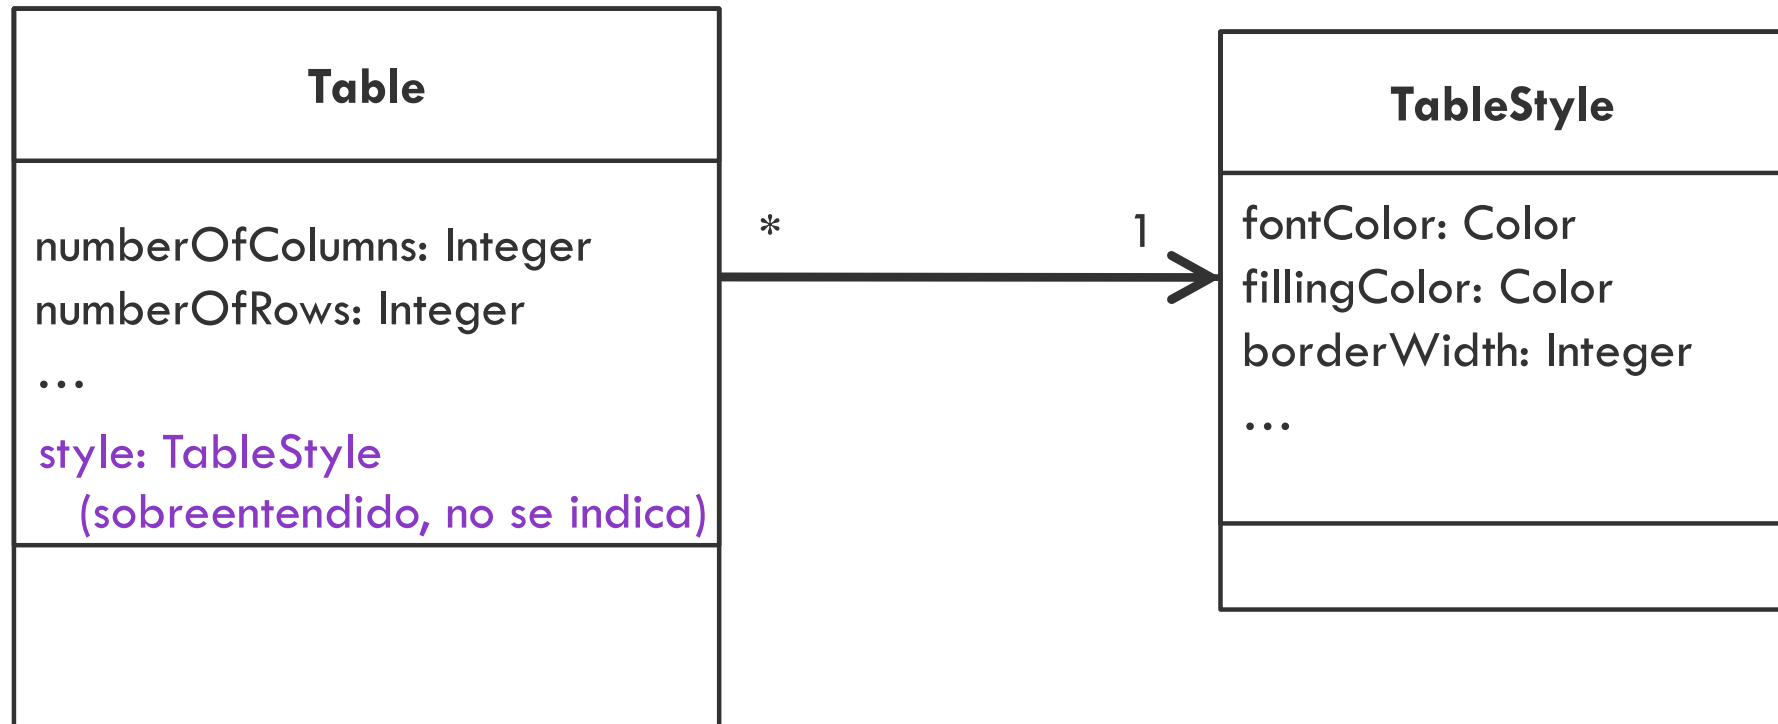 Table
numberOfColumns: Integer
numberOfRows: Integer
...
style: TableStyle
(sobreentendido, no se indica)
*
1
TableStyle
fontColor: Color
fillingColor: Color
borderWidth: Integer
...